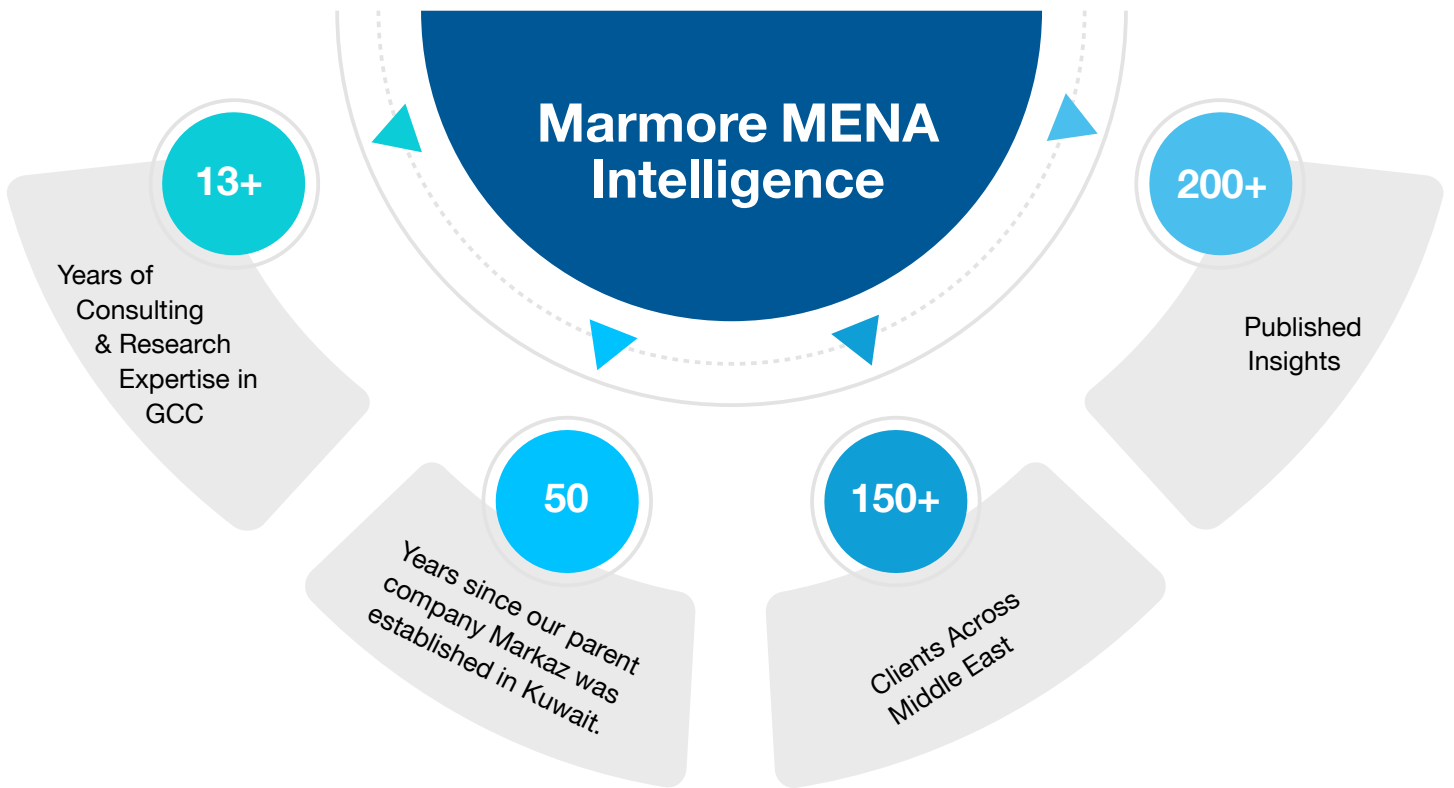 Marmore MENA
Intelligence
13+
Years of
Consulting
& Research
Expertise in
GCC
50
Years since our parent
company Markaz was
established in Kuwait.
150+
Clients Across
Middle East
200+
Published
Insights